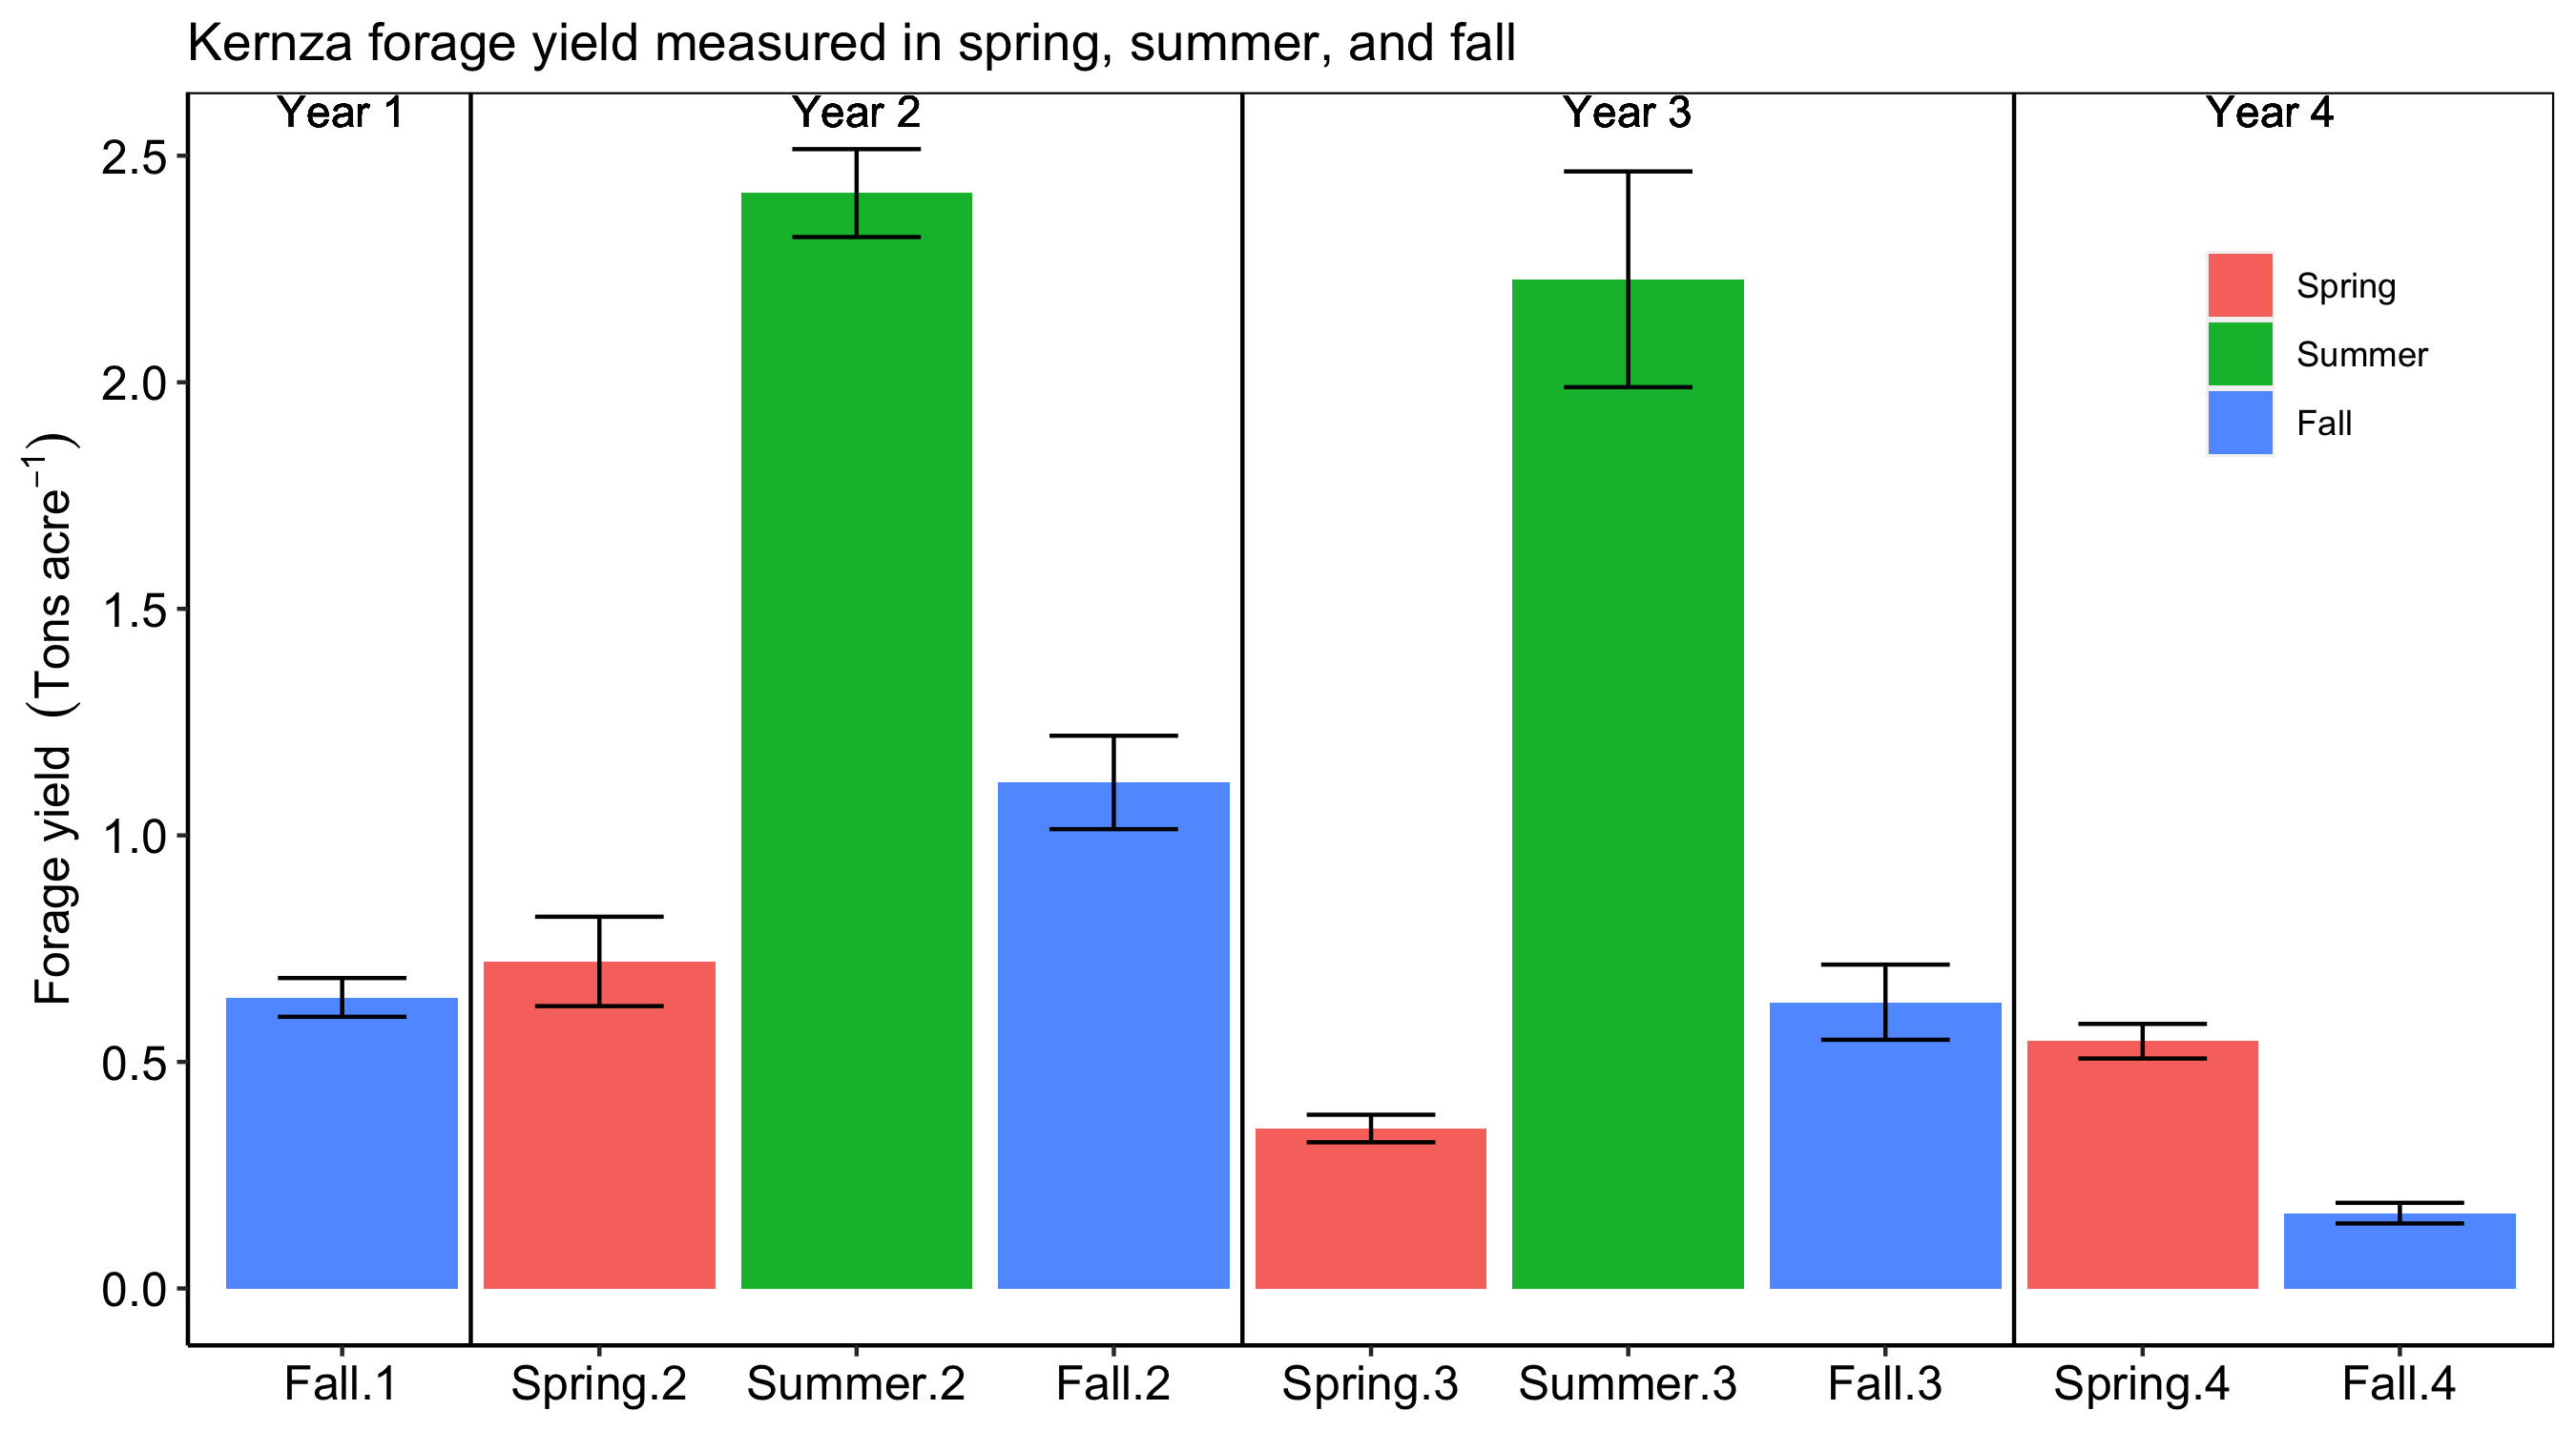 Kernza forage yield measured in spring, summer, and fall
Year 1 Year 2 Year 3 Year 4
2.5
2.0
1.5
1.0
0.5
0.0
Forage yield (Tons acre⁻¹)
Spring
Summer
Fall
Fall.1 Spring.2 Summer.2 Fall.2 Spring.3 Summer.3 Fall.3 Spring.4 Fall.4